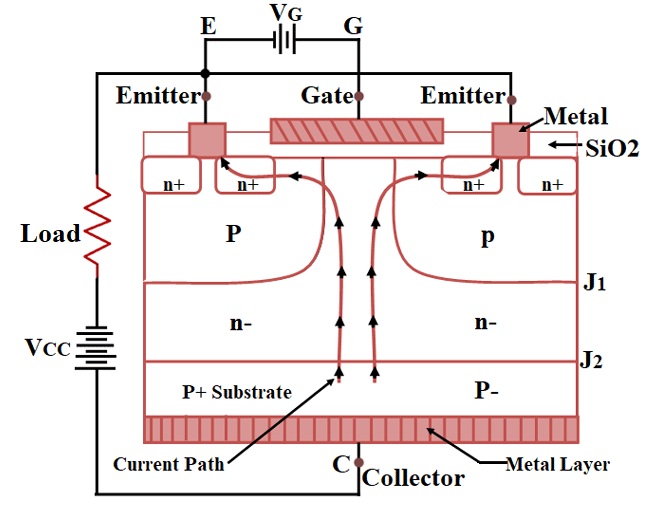 VG
E
G
Emitter
Gate
Emitter
Metal
SiO2
n+
n+
n+
n+
Load
P
p
J1
n-
n-
VCC
J2
P+ Substrate
P-
Current Path
C
Collector
Metal Layer